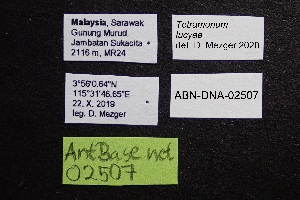 Malaysia, Sarawak
Gunung Murud
Jambatan Sukacita
2116 m, MR24
Tetramorium
lucyae
det. D. Mezger 2020
3°56'0.64"N
115°31'46.65"E
22. X. 2019
leg. D. Mezger
ABN-DNA-02507
AntBase.net
02507